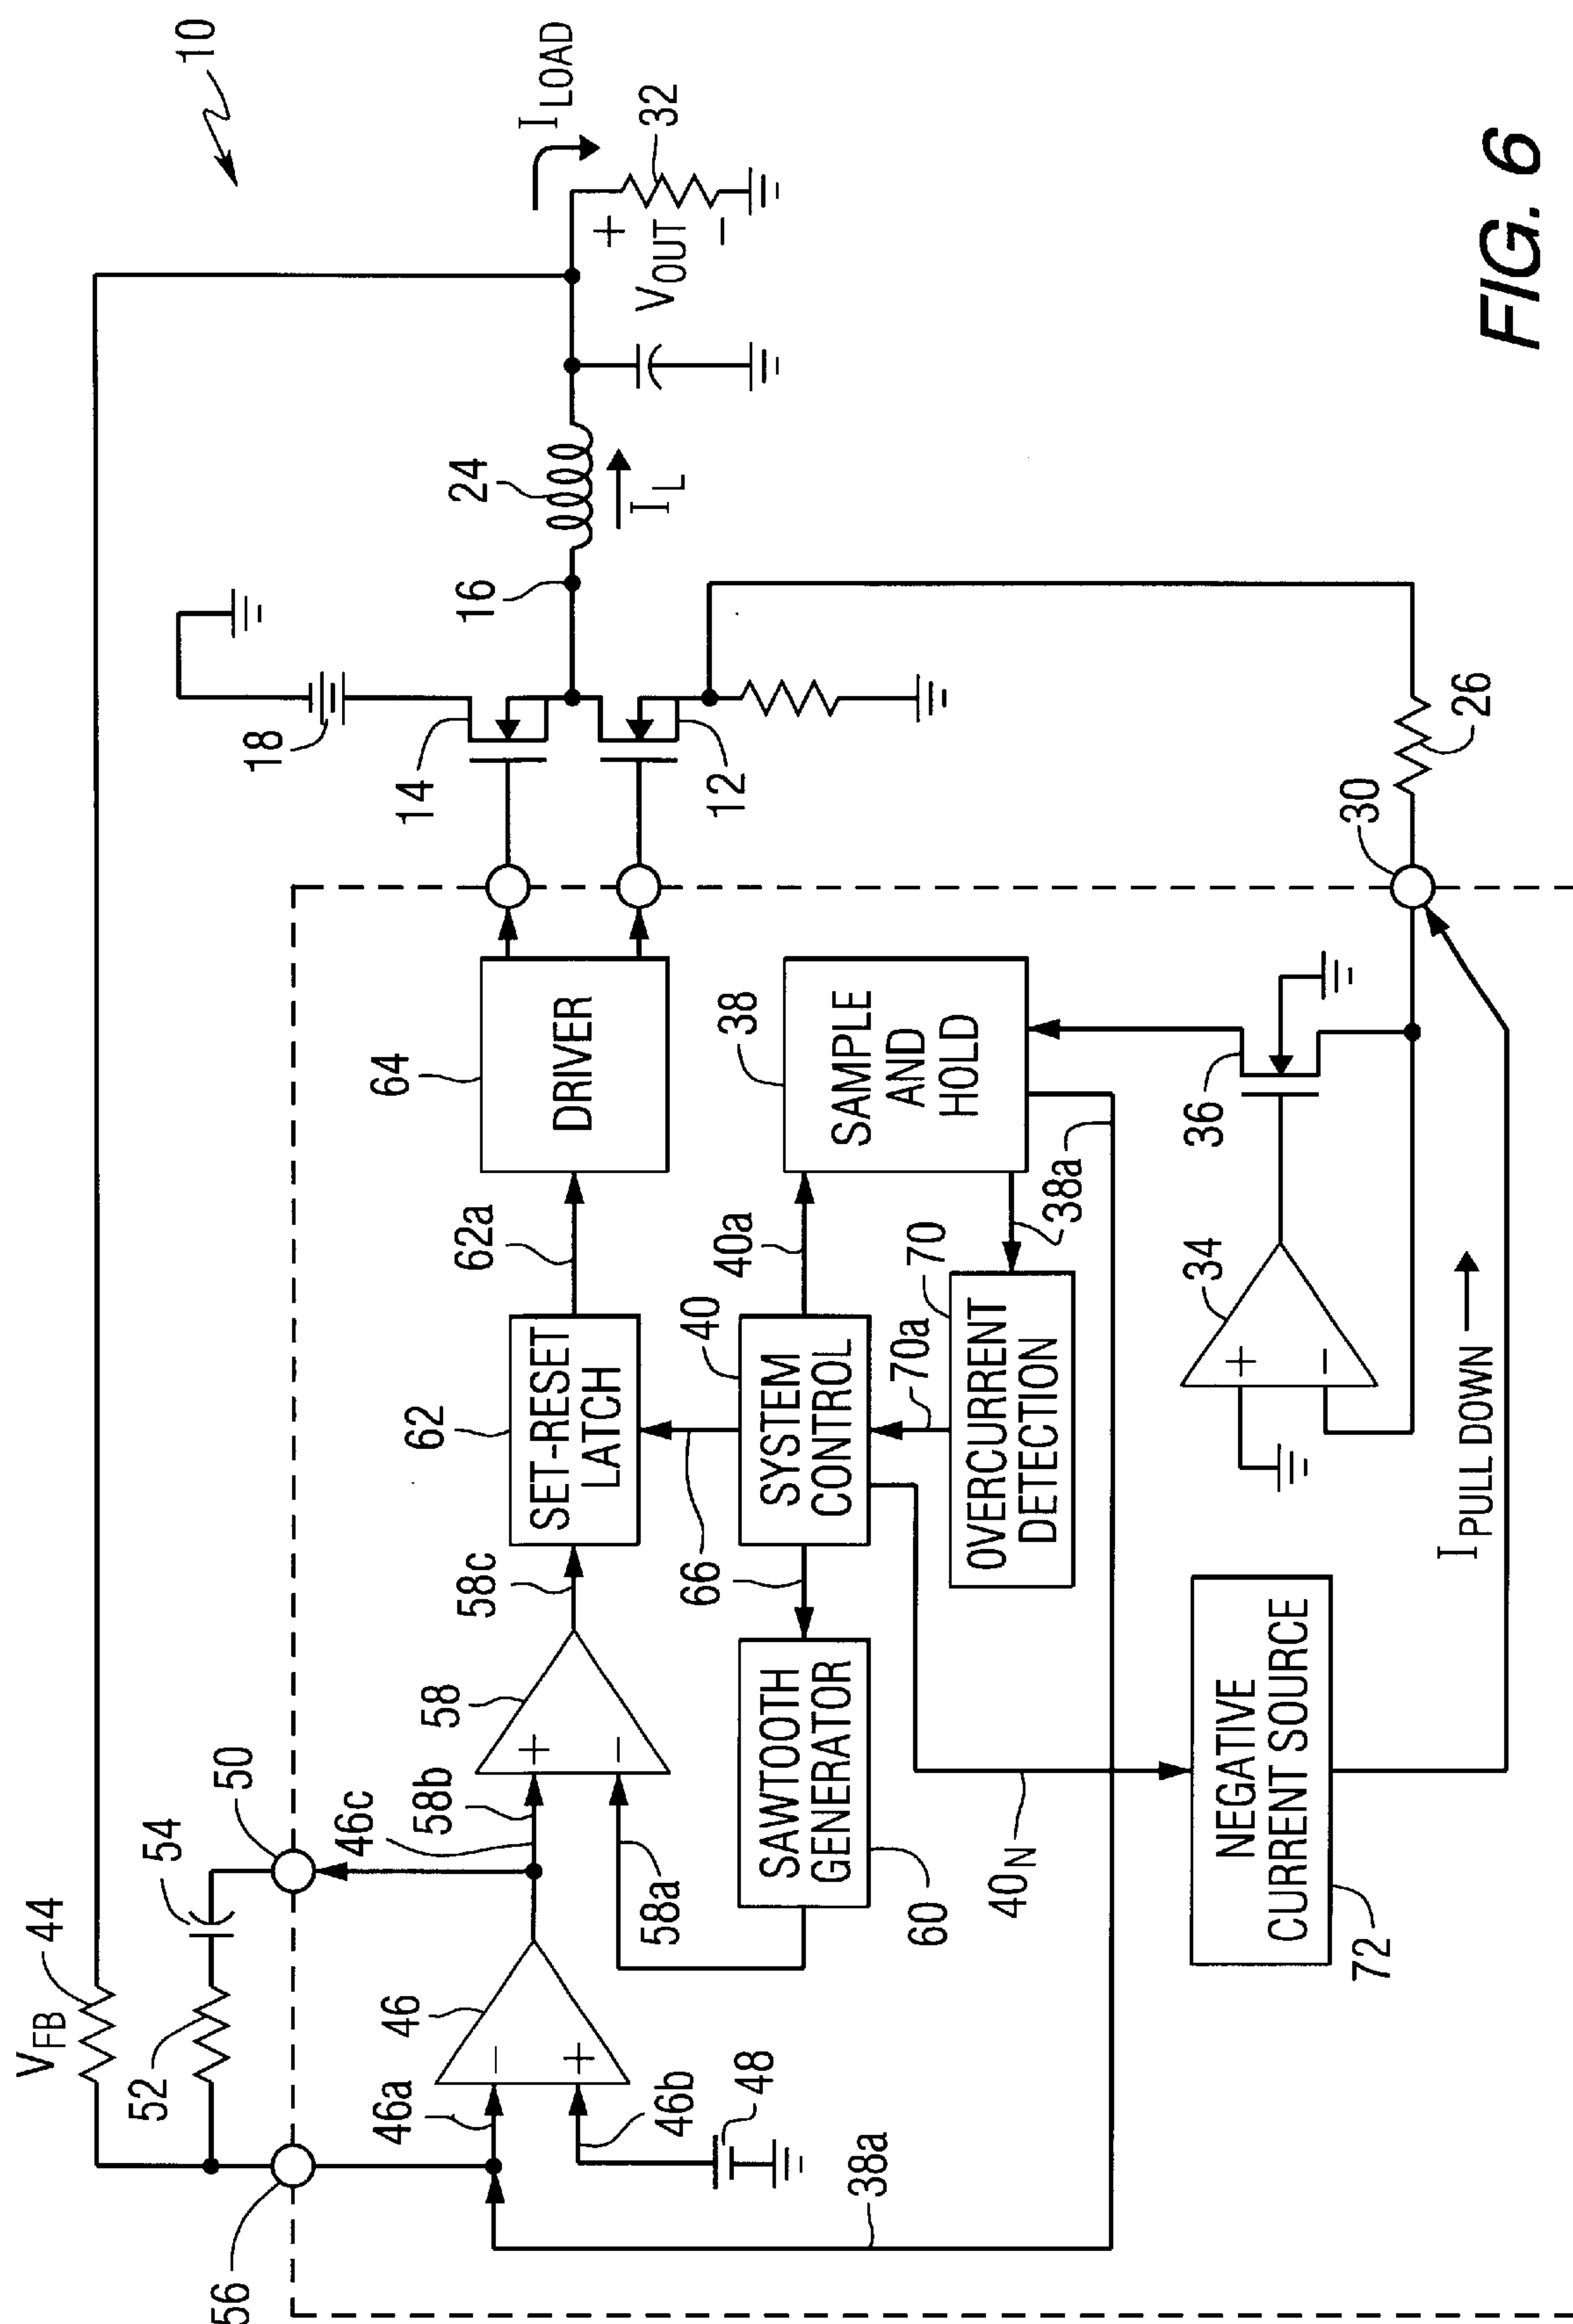 10
I LOAD
32
+
V OUT
−
24
I L
16
18
14
12
V FB
44
52
54
50
56
46a
46
−
+
46b
48
46c
58b
58
+
−
58a
58c
62
SET-RESET
LATCH
62a
64
DRIVER
SAWTOOTH
GENERATOR
60
66
40
SYSTEM
CONTROL
40a
38
SAMPLE
AND
HOLD
38a
70
70a
OVERCURRENT
DETECTION
40N
38a
34
+
−
36
30
26
NEGATIVE
CURRENT SOURCE
72
I PULL DOWN
FIG. 6